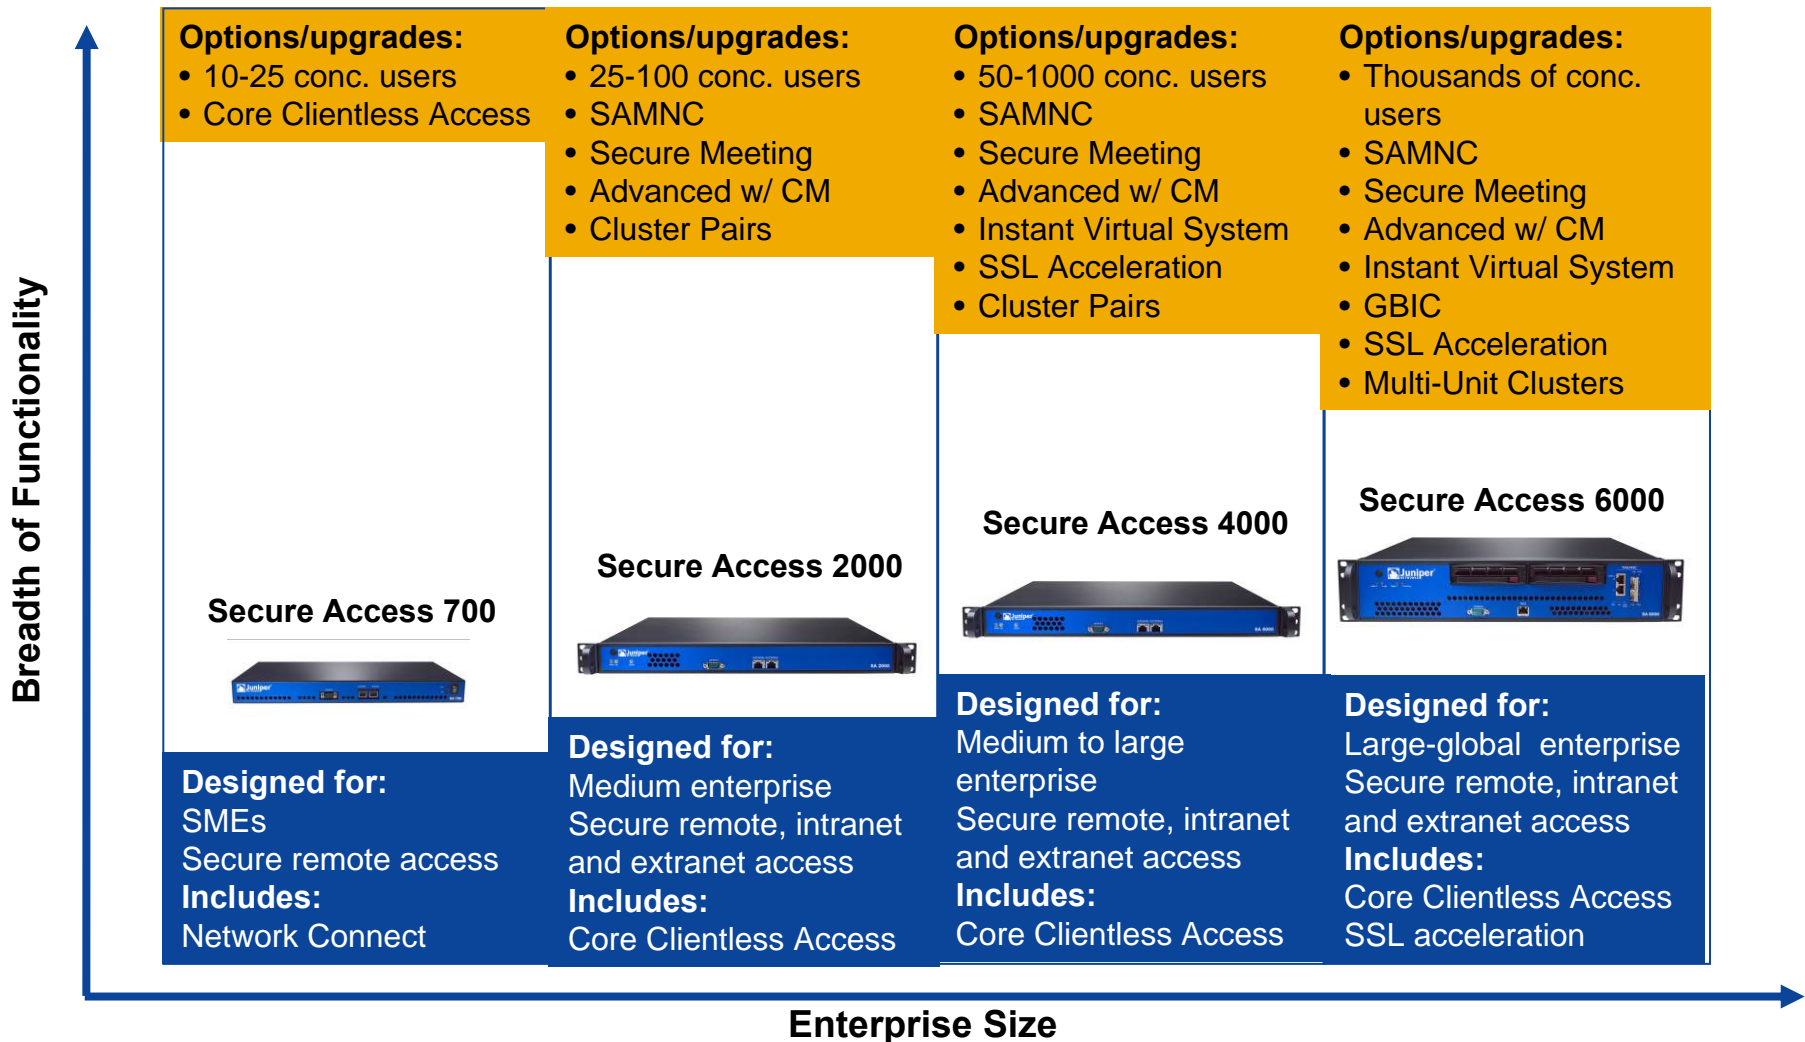 Breadth of Functionality
Options/upgrades:
• 10-25 conc. users
• Core Clientless Access
Secure Access 700
Juniper
Designed for:
SMEs
Secure remote access
Includes:
Network Connect
Options/upgrades:
• 25-100 conc. users
• SAMNC
• Secure Meeting
• Advanced w/ CM
• Cluster Pairs
Secure Access 2000
Juniper
SA 2000
Designed for:
Medium enterprise
Secure remote, intranet
and extranet access
Includes:
Core Clientless Access
Options/upgrades:
• 50-1000 conc. users
• SAMNC
• Secure Meeting
• Advanced w/ CM
• Instant Virtual System
• SSL Acceleration
• Cluster Pairs
Secure Access 4000
Juniper
Designed for:
Medium to large
enterprise
Secure remote, intranet
and extranet access
Includes:
Core Clientless Access
Options/upgrades:
• Thousands of conc.
users
• SAMNC
• Secure Meeting
• Advanced w/ CM
• Instant Virtual System
• GBIC
• SSL Acceleration
• Multi-Unit Clusters
Secure Access 6000
Juniper
Designed for:
Large-global  enterprise
Secure remote, intranet
and extranet access
Includes:
Core Clientless Access
SSL acceleration
Enterprise Size